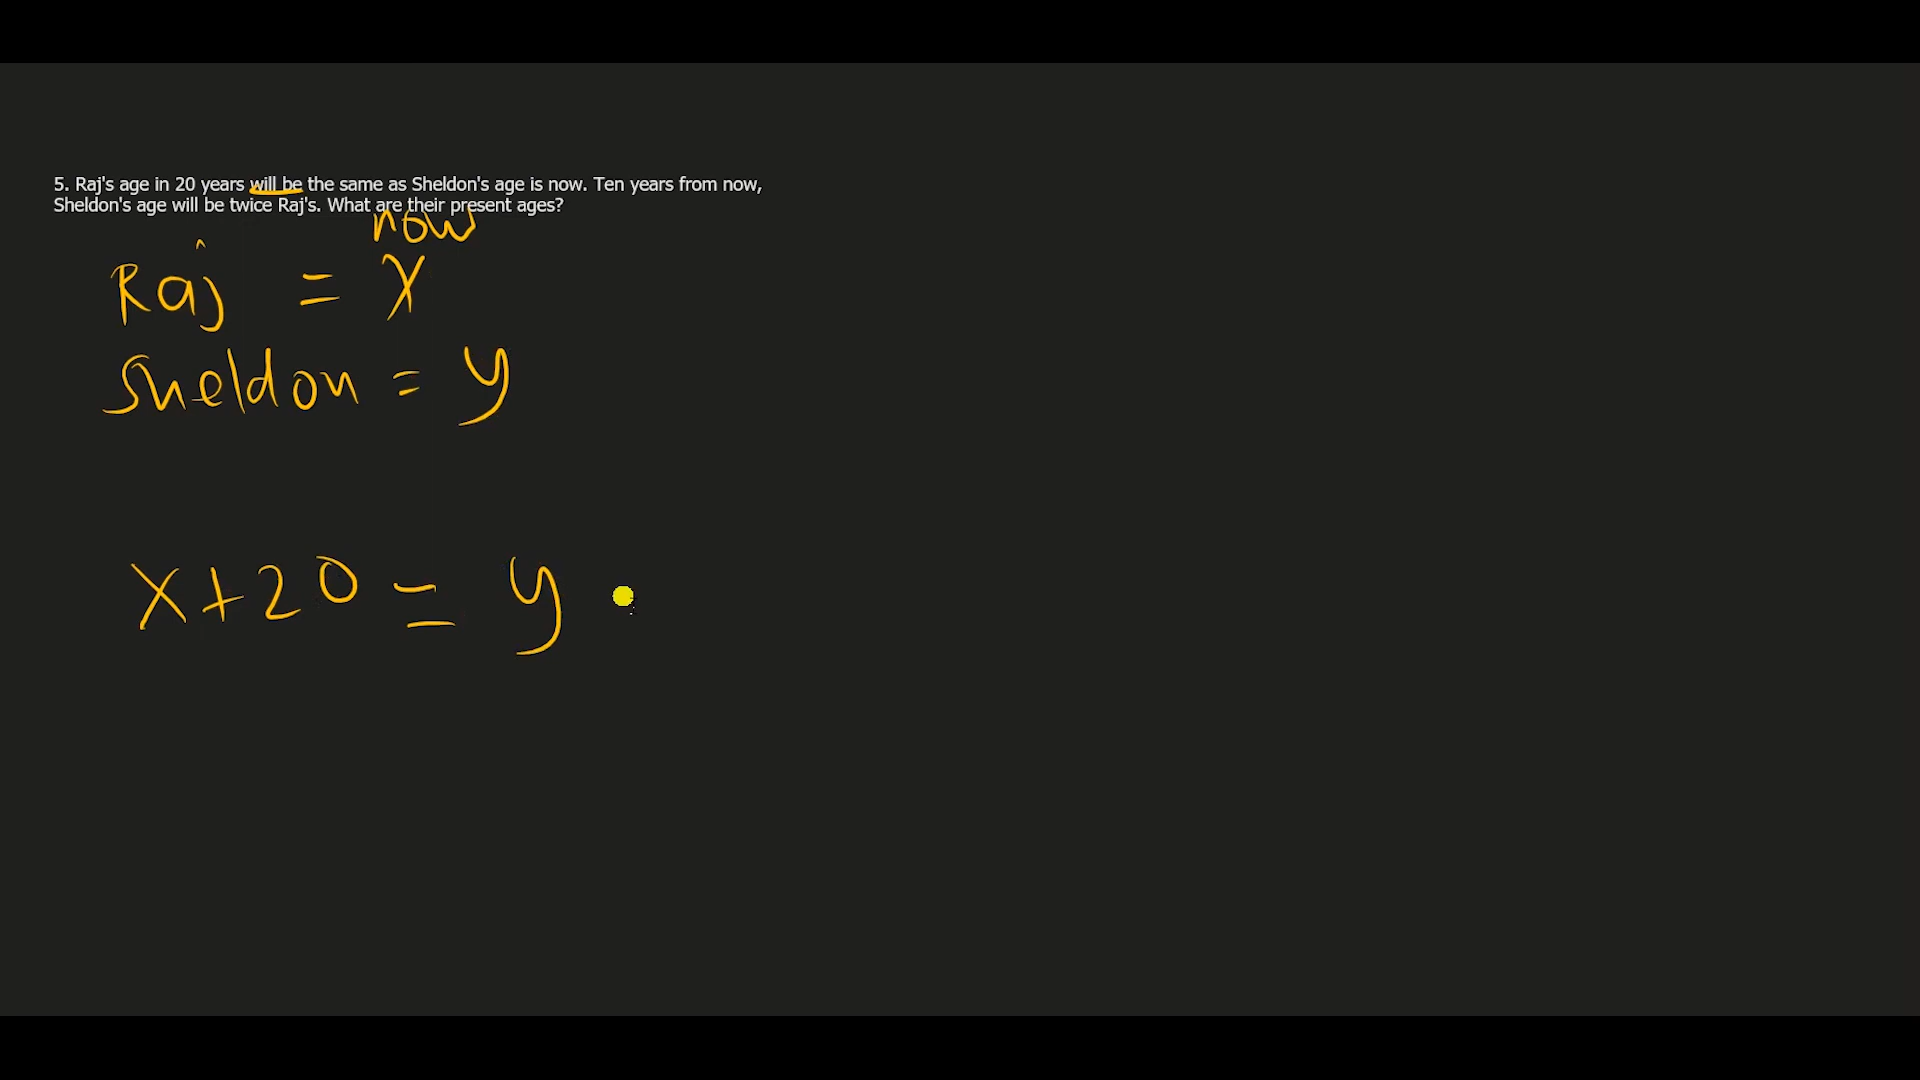 5. Raj's age in 20 years will be the same as Sheldon's age is now. Ten years from now,
Sheldon's age will be twice Raj's. What are their present ages?
now
Raj = x
Sheldon = y
x+20 = y